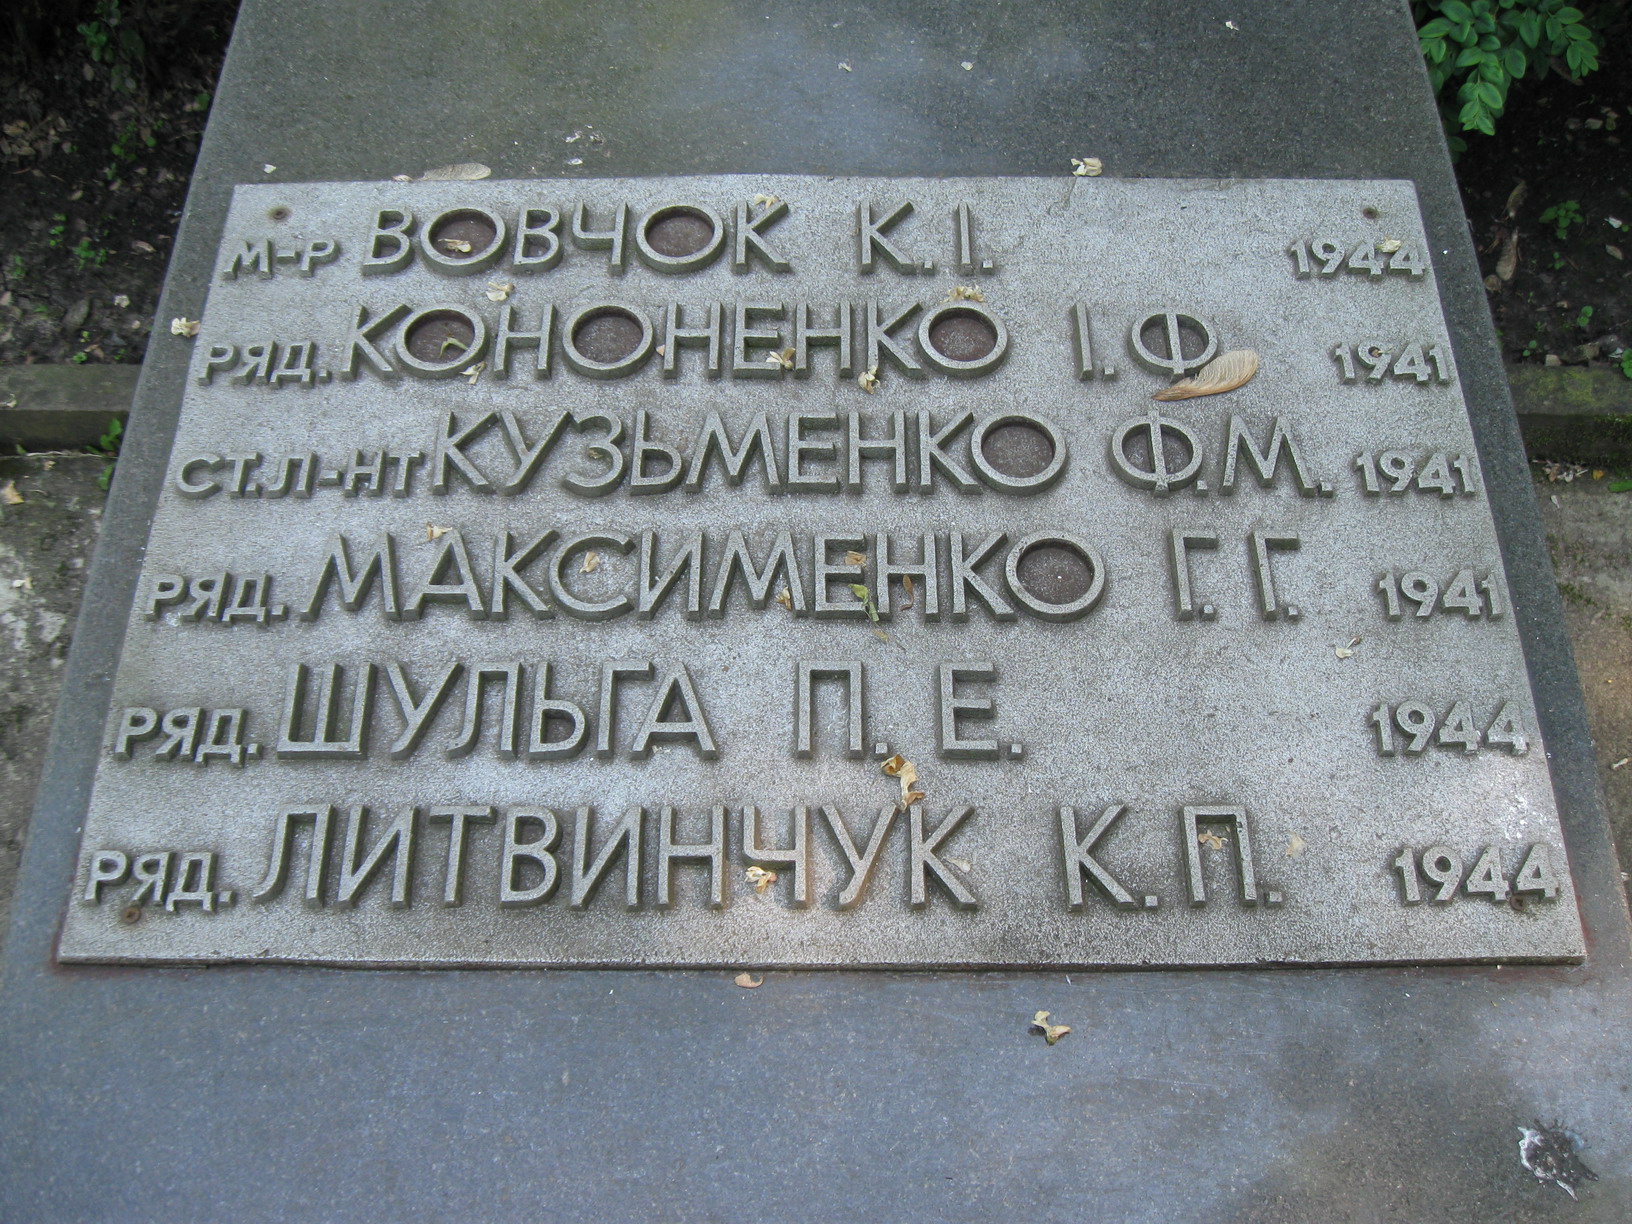 М-Р ВОВЧОК К.І. 1944
РЯД. КОНОНЕНКО І.Ф. 1941
СТ.Л-НТ КУЗЬМЕНКО Ф.М. 1941
РЯД. МАКСИМЕНКО Г.Г. 1941
РЯД. ШУЛЬГА П.Е. 1944
РЯД. ЛИТВИНЧУК К.П. 1944